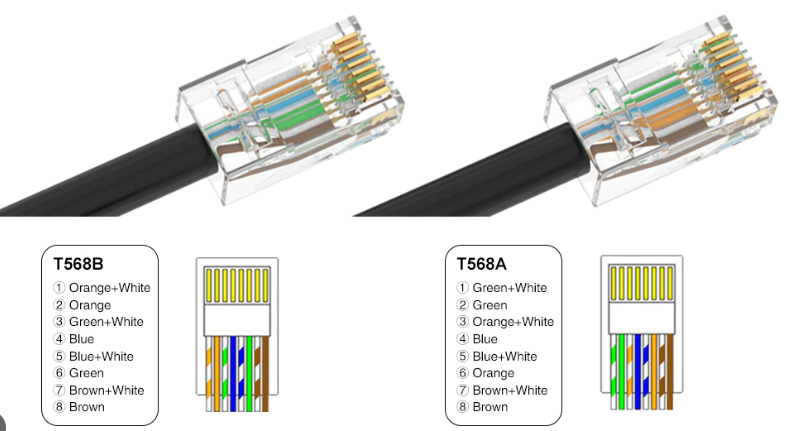 T568B
① Orange+White
② Orange
③ Green+White
④ Blue
⑤ Blue+White
⑥ Green
⑦ Brown+White
⑧ Brown
T568A
① Green+White
② Green
③ Orange+White
④ Blue
⑤ Blue+White
⑥ Orange
⑦ Brown+White
⑧ Brown